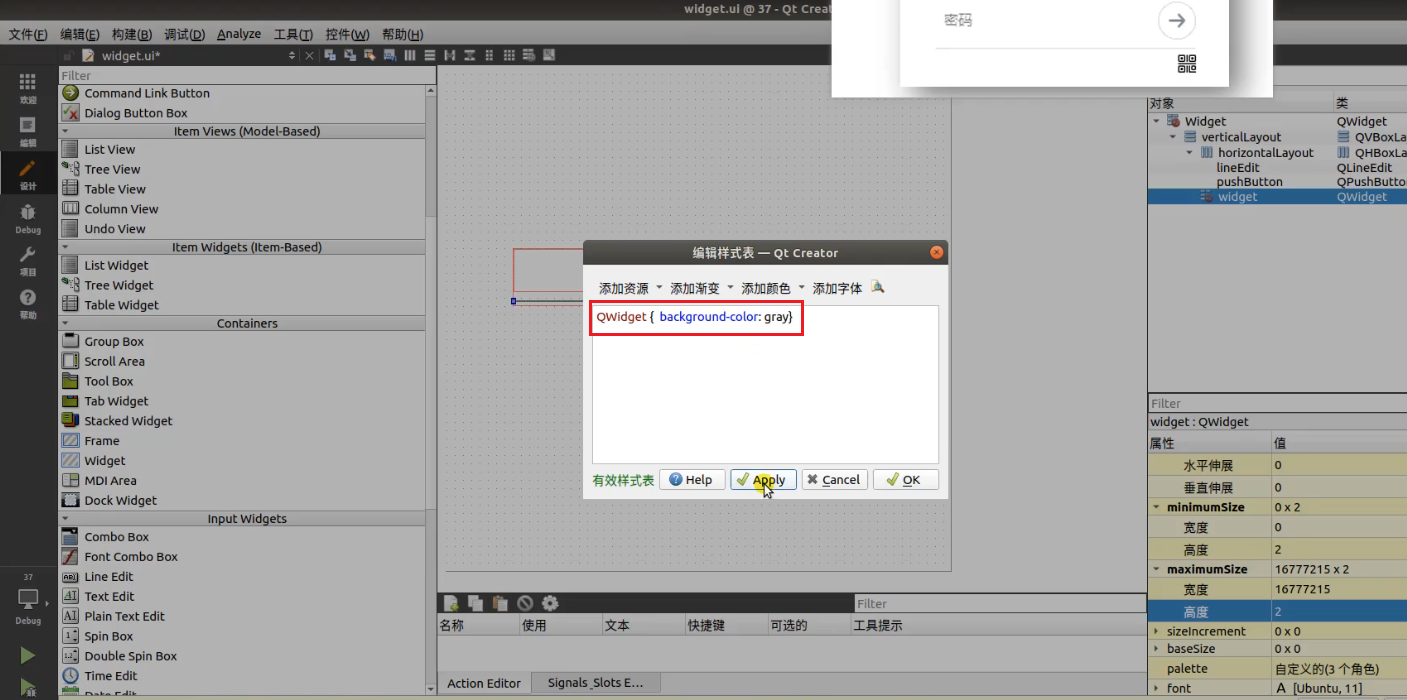 widget.ui @ 37 - Qt Crea
文件(F) 编辑(E) 构建(B) 调试(D) Analyze 工具(T) 控件(W) 帮助(H)
密码
widget.ui*
Filter
欢迎
编辑
设计
Debug
项目
帮助
37
Debug
Command Link Button
Dialog Button Box
Item Views (Model-Based)
List View
Tree View
Table View
Column View
Undo View
Item Widgets (Item-Based)
List Widget
Tree Widget
Table Widget
Containers
Group Box
Scroll Area
Tool Box
Tab Widget
Stacked Widget
Frame
Widget
MDI Area
Dock Widget
Input Widgets
Combo Box
Font Combo Box
Line Edit
Text Edit
Plain Text Edit
Spin Box
Double Spin Box
Time Edit
Date Edit
编辑样式表 — Qt Creator
添加资源 添加渐变 添加颜色 添加字体
QWidget { background-color: gray}
有效样式表 Help Apply Cancel OK
Filter
名称 使用 文本 快捷键 可选的 工具提示
Action Editor Signals_Slots E...
对象 类
Widget QWidget
verticalLayout QVBoxLa
horizontalLayout QHBoxLa
lineEdit QLineEdit
pushButton QPushButto
widget QWidget
Filter
widget : QWidget
属性 值
水平伸展 0
垂直伸展 0
minimumSize 0 x 2
宽度 0
高度 2
maximumSize 16777215 x 2
宽度 16777215
高度 2
sizeIncrement 0 x 0
baseSize 0 x 0
palette 自定义的(3 个角色)
font A [Ubuntu, 11]